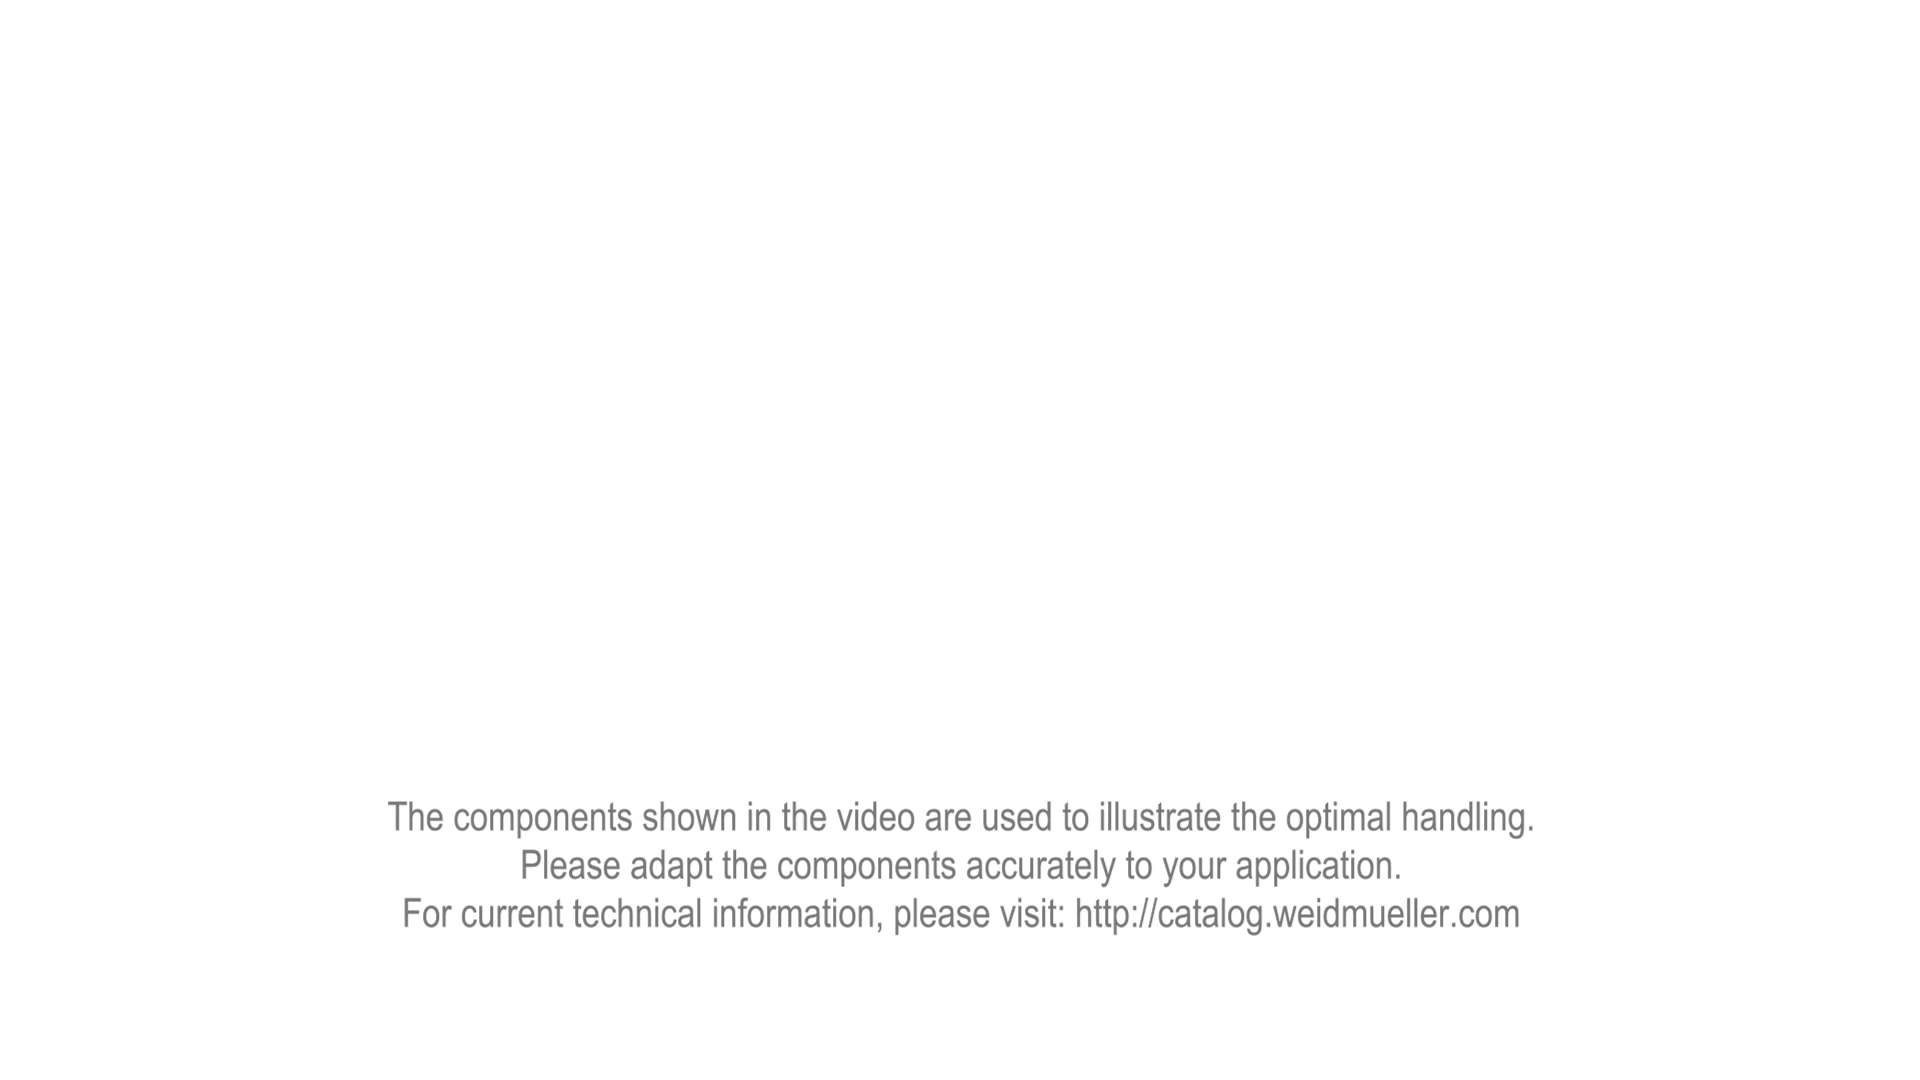 The components shown in the video are used to illustrate the optimal handling.
Please adapt the components accurately to your application.
For current technical information, please visit: http://catalog.weidmueller.com